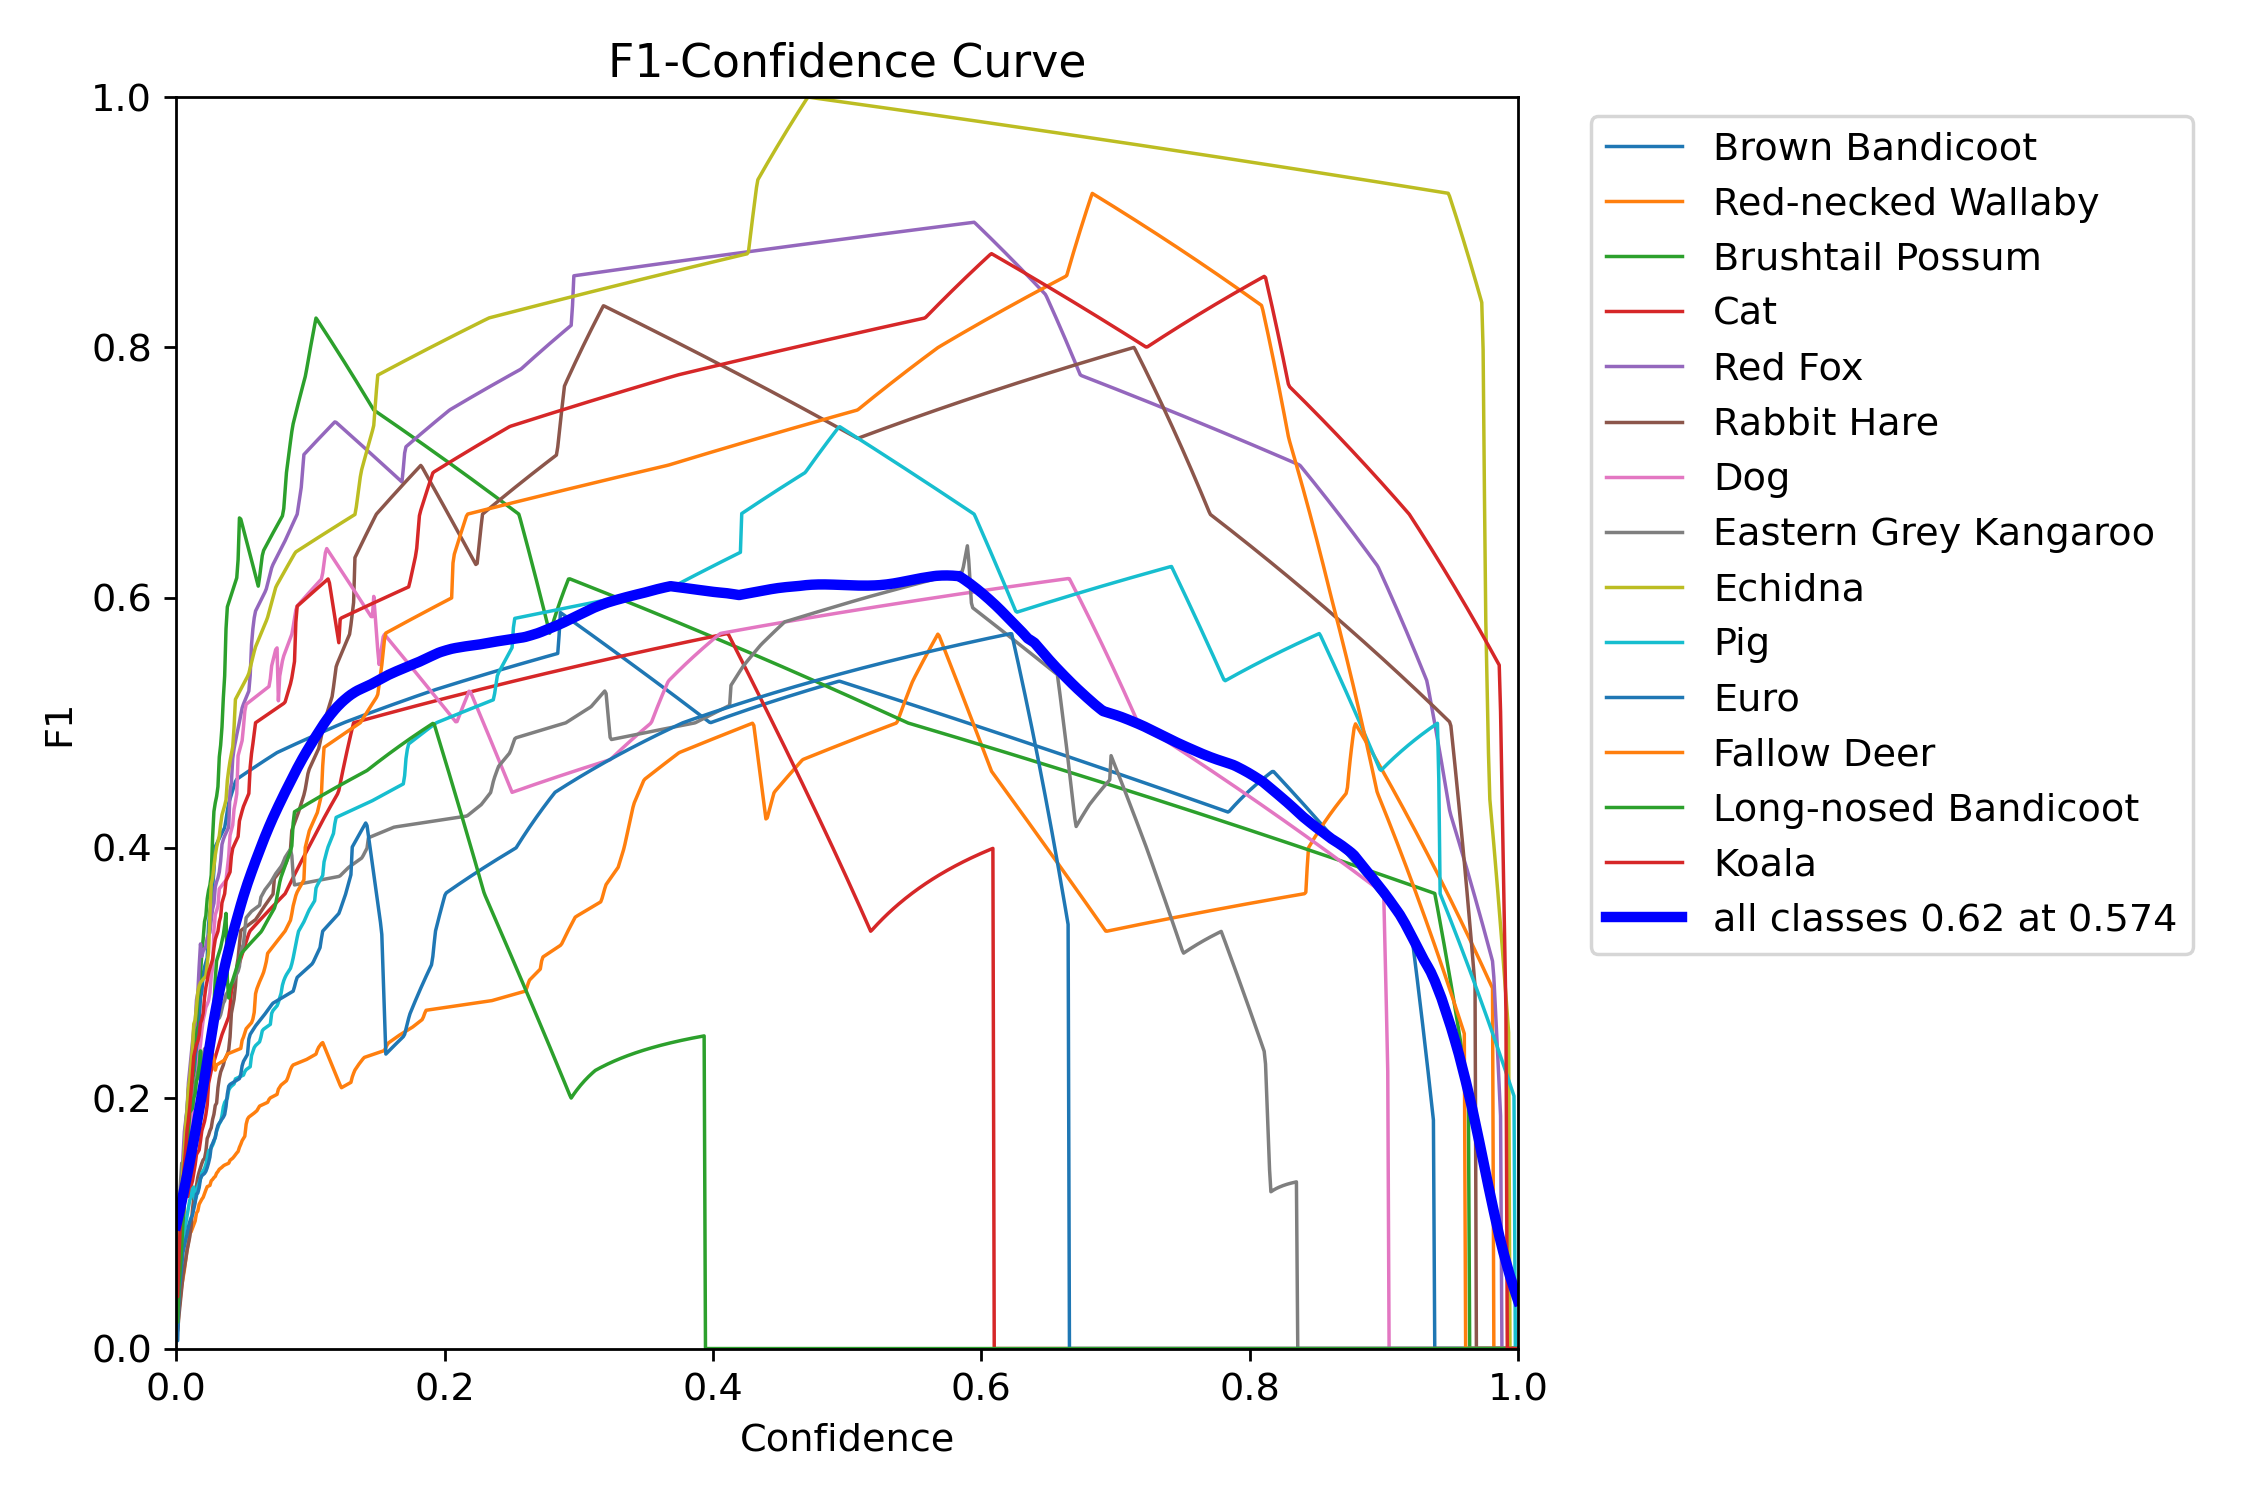 F1-Confidence Curve
1.0
0.8
0.6
0.4
0.2
0.0
F1
0.0 0.2 0.4 0.6 0.8 1.0
Confidence
Brown Bandicoot
Red-necked Wallaby
Brushtail Possum
Cat
Red Fox
Rabbit Hare
Dog
Eastern Grey Kangaroo
Echidna
Pig
Euro
Fallow Deer
Long-nosed Bandicoot
Koala
all classes 0.62 at 0.574